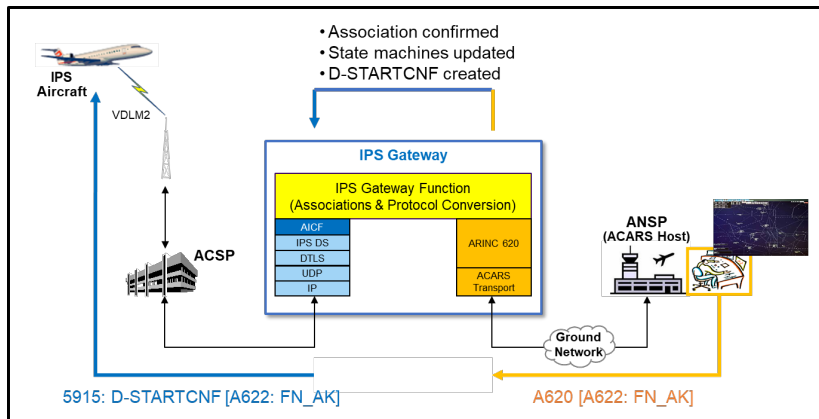 • Association confirmed
• State machines updated
• D-STARTCNF created
IPS
Aircraft
VDLM2
IPS Gateway
IPS Gateway Function
(Associations & Protocol Conversion)
AICF
IPS DS
DTLS
UDP
IP
ARINC 620
ACARS
Transport
ACSP
ANSP
(ACARS Host)
Ground
Network
5915: D-STARTCNF [A622: FN_AK]
A620 [A622: FN_AK]